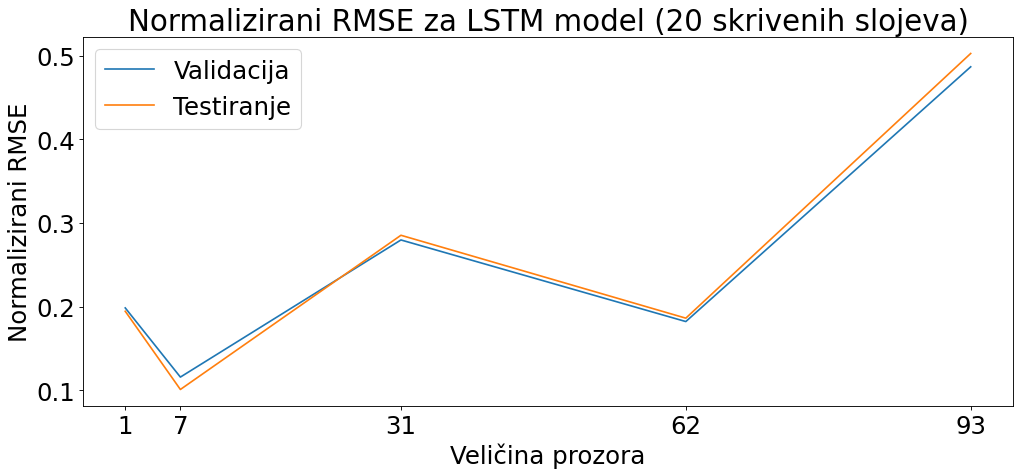 Normalizirani RMSE za LSTM model (20 skrivenih slojeva)
Validacija
Testiranje
Normalizirani RMSE
0.5
0.4
0.3
0.2
0.1
1 7 31 62 93
Veličina prozora